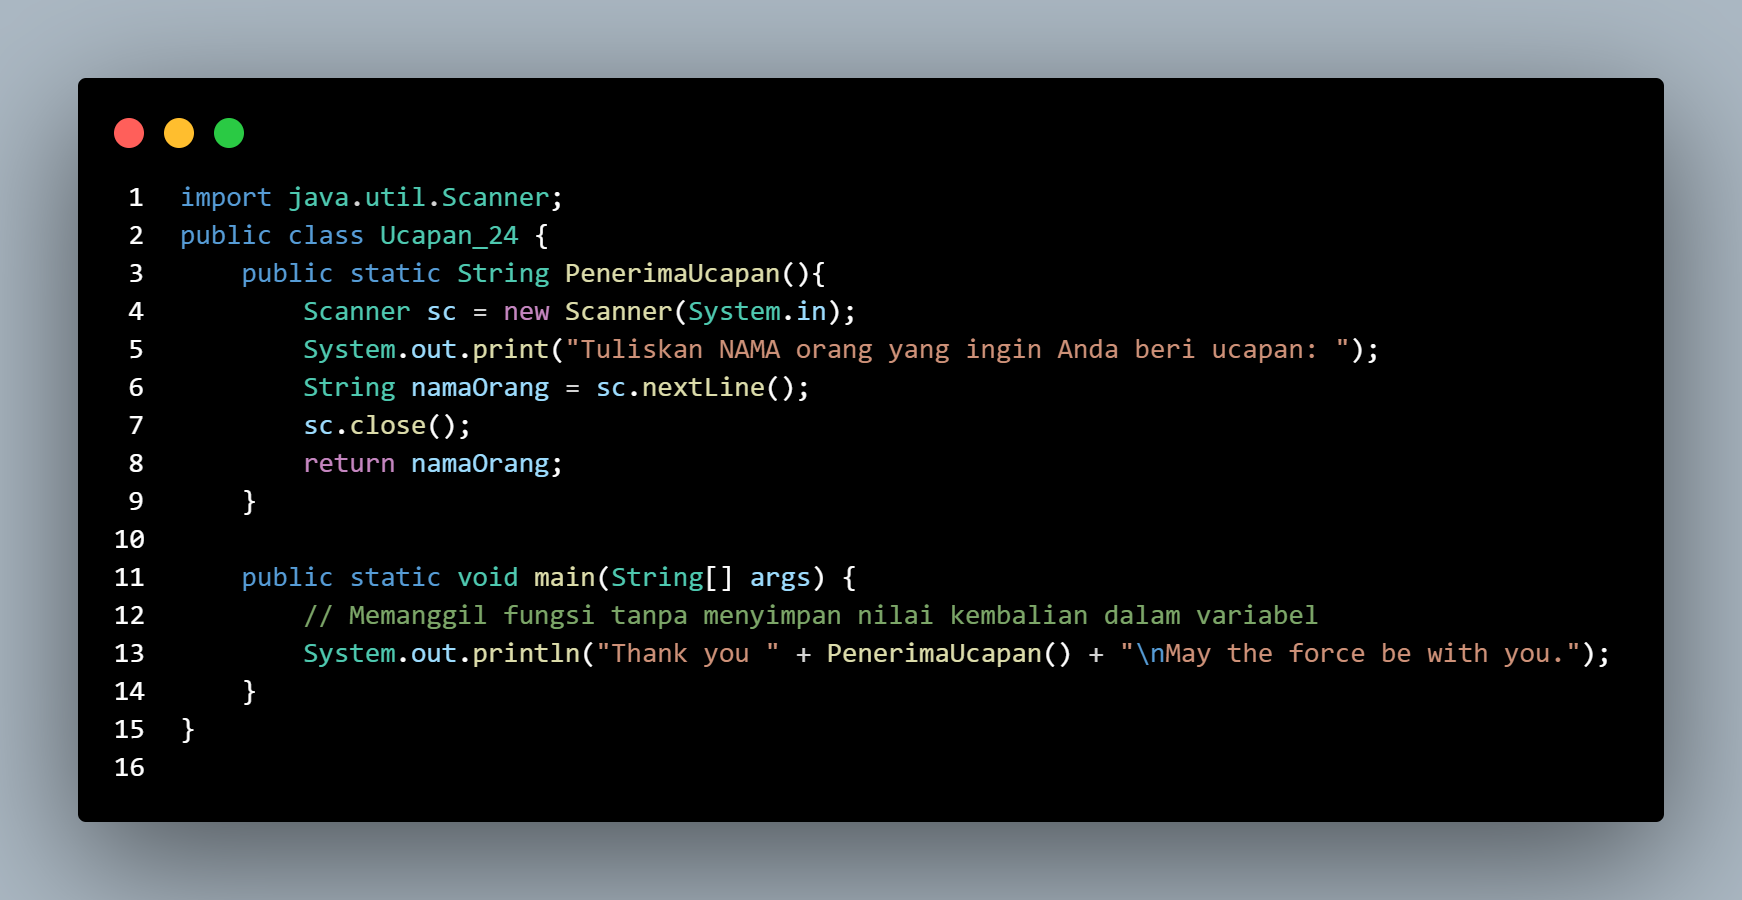 1 import java.util.Scanner;
2 public class Ucapan_24 {
3     public static String PenerimaUcapan(){
4         Scanner sc = new Scanner(System.in);
5         System.out.print("Tuliskan NAMA orang yang ingin Anda beri ucapan: ");
6         String namaOrang = sc.nextLine();
7         sc.close();
8         return namaOrang;
9     }
10
11     public static void main(String[] args) {
12         // Memanggil fungsi tanpa menyimpan nilai kembalian dalam variabel
13         System.out.println("Thank you " + PenerimaUcapan() + "\nMay the force be with you.");
14     }
15 }
16